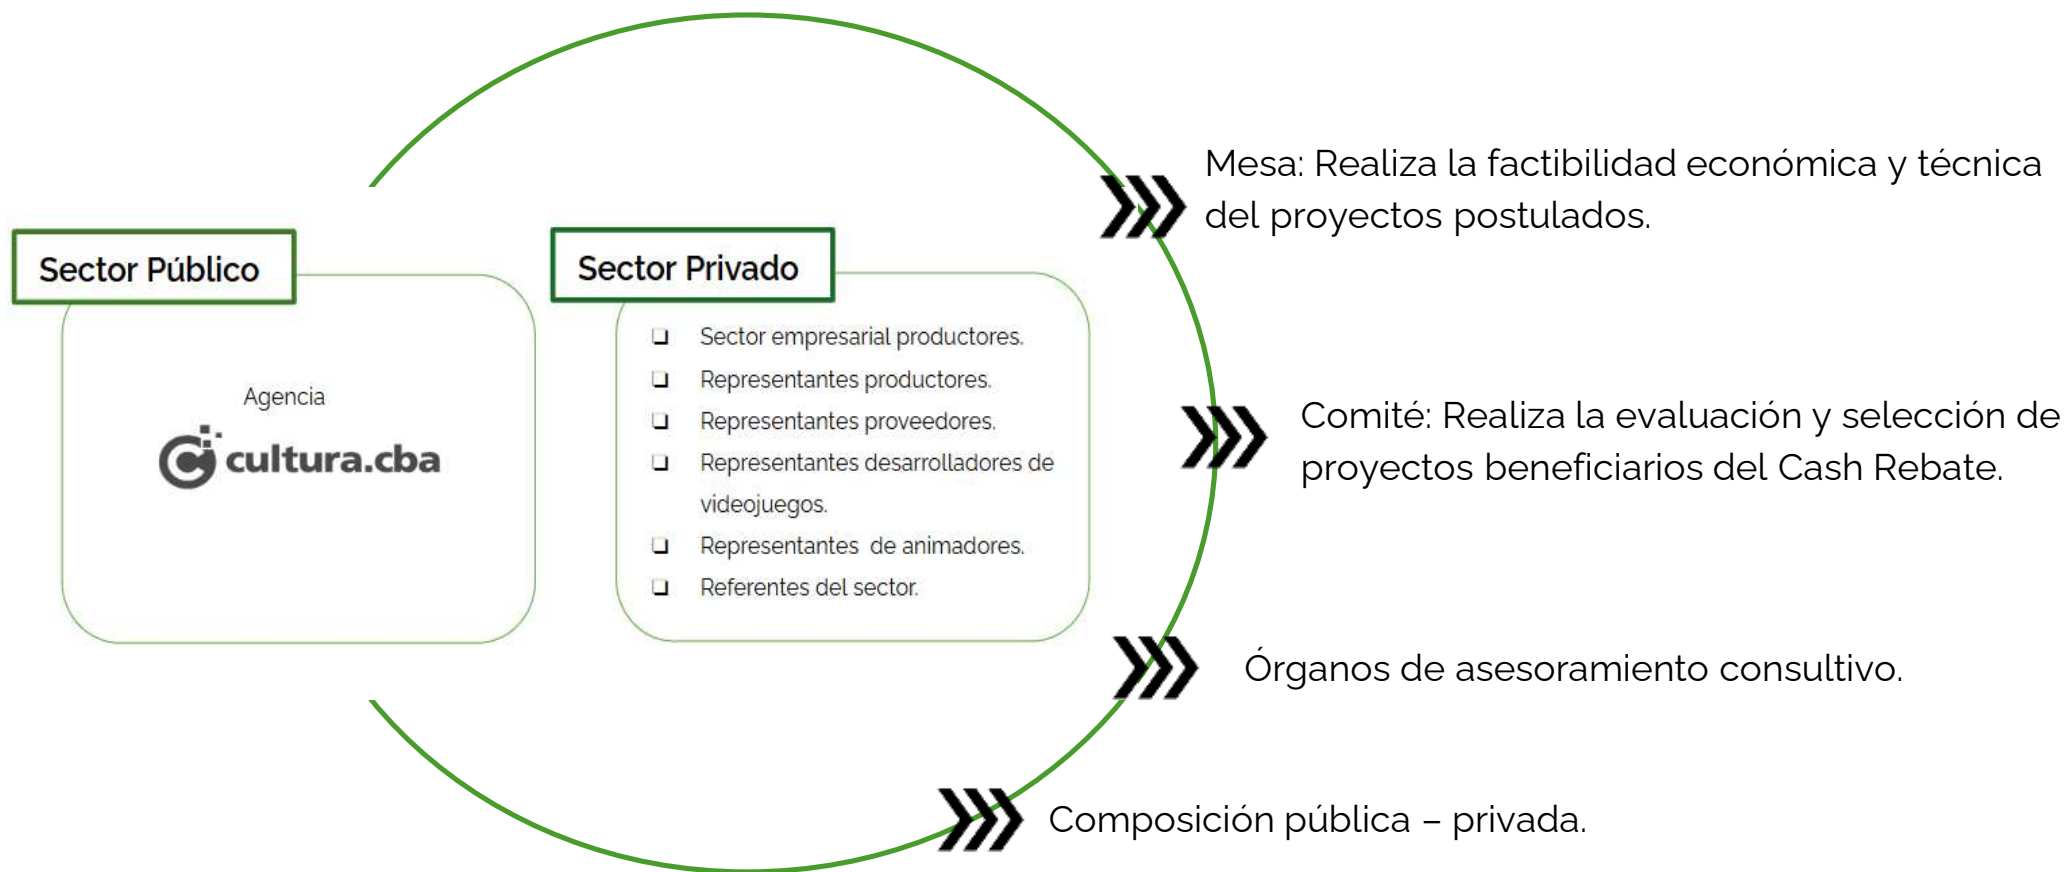 Sector Público
Agencia
cultura.cba
Sector Privado
Sector empresarial productores.
Representantes productores.
Representantes proveedores.
Representantes desarrolladores de
videojuegos.
Representantes de animadores.
Referentes del sector.
Mesa: Realiza la factibilidad económica y técnica
del proyectos postulados.
Comité: Realiza la evaluación y selección de
proyectos beneficiarios del Cash Rebate.
Órganos de asesoramiento consultivo.
Composición pública – privada.